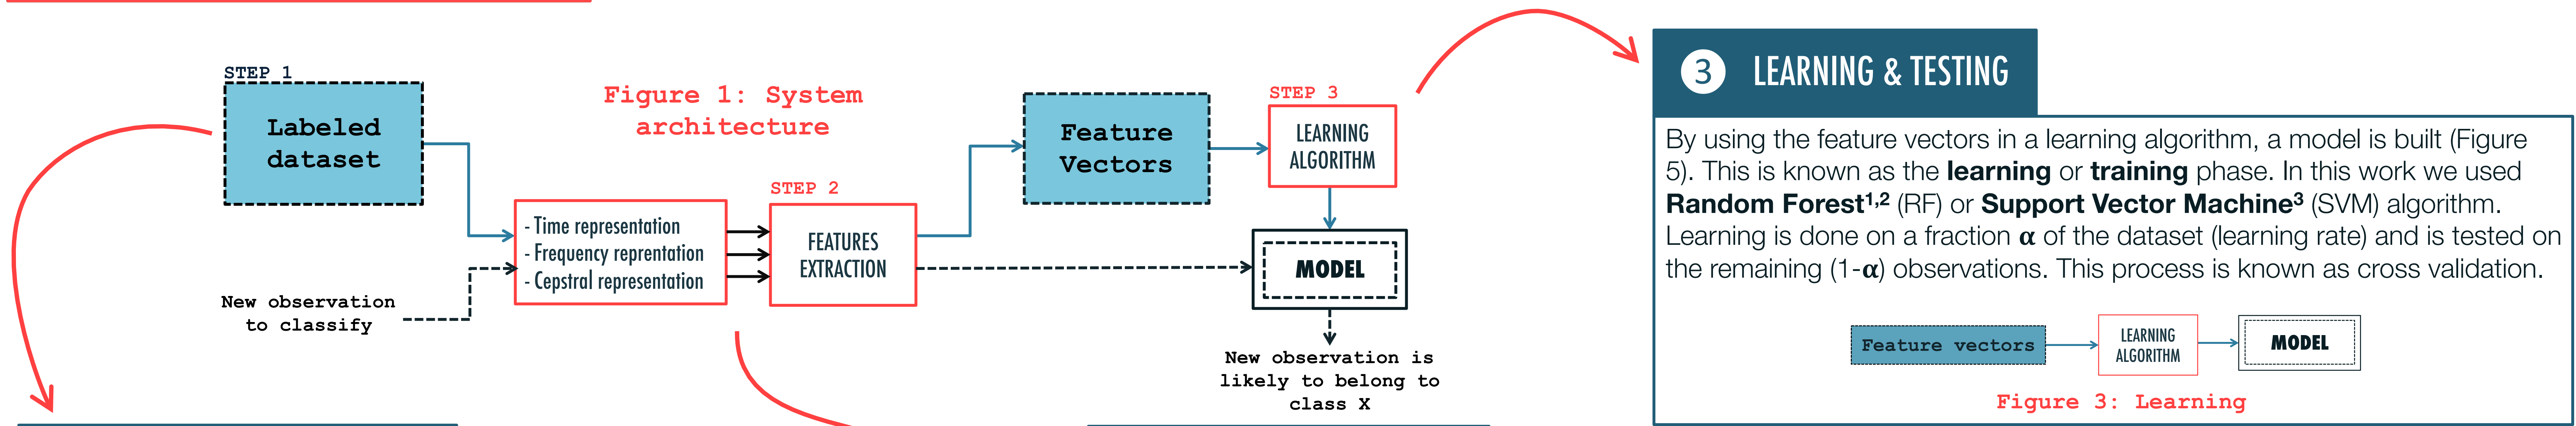 STEP 1
Labeled
dataset
Figure 1: System
architecture
- Time representation
- Frequency reprentation
- Cepstral representation
New observation
to classify
STEP 2
FEATURES
EXTRACTION
Feature
Vectors
STEP 3
LEARNING
ALGORITHM
MODEL
New observation is
likely to belong to
class X
3 LEARNING & TESTING
By using the feature vectors in a learning algorithm, a model is built (Figure
5). This is known as the learning or training phase. In this work we used
Random Forest¹,² (RF) or Support Vector Machine³ (SVM) algorithm.
Learning is done on a fraction α of the dataset (learning rate) and is tested on
the remaining (1-α) observations. This process is known as cross validation.
Feature vectors
LEARNING
ALGORITHM
MODEL
Figure 3: Learning